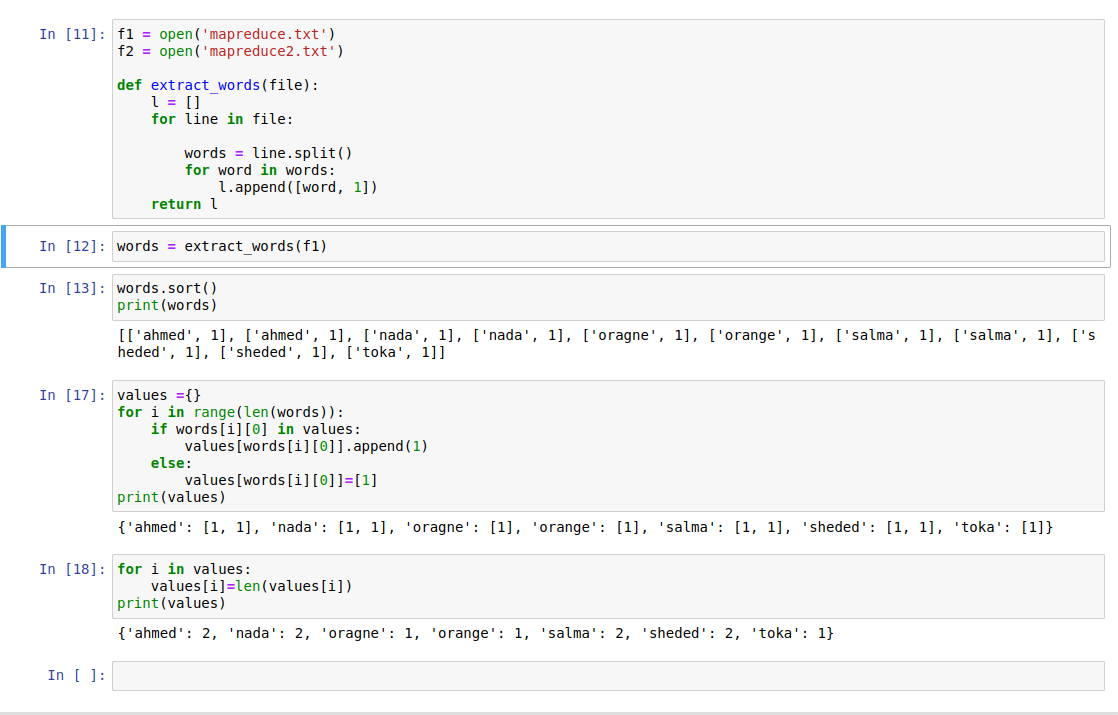 In [11]: f1 = open('mapreduce.txt')
f2 = open('mapreduce2.txt')
def extract_words(file):
    l = []
    for line in file:
        words = line.split()
        for word in words:
            l.append([word, 1])
    return l
In [12]: words = extract_words(f1)
In [13]: words.sort()
print(words)
[['ahmed', 1], ['ahmed', 1], ['nada', 1], ['nada', 1], ['oragne', 1], ['orange', 1], ['salma', 1], ['salma', 1], ['s
heded', 1], ['sheded', 1], ['toka', 1]]
In [17]: values ={}
for i in range(len(words)):
    if words[i][0] in values:
        values[words[i][0]].append(1)
    else:
        values[words[i][0]]=[1]
print(values)
{'ahmed': [1, 1], 'nada': [1, 1], 'oragne': [1], 'orange': [1], 'salma': [1, 1], 'sheded': [1, 1], 'toka': [1]}
In [18]: for i in values:
    values[i]=len(values[i])
print(values)
{'ahmed': 2, 'nada': 2, 'oragne': 1, 'orange': 1, 'salma': 2, 'sheded': 2, 'toka': 1}
In [ ]: